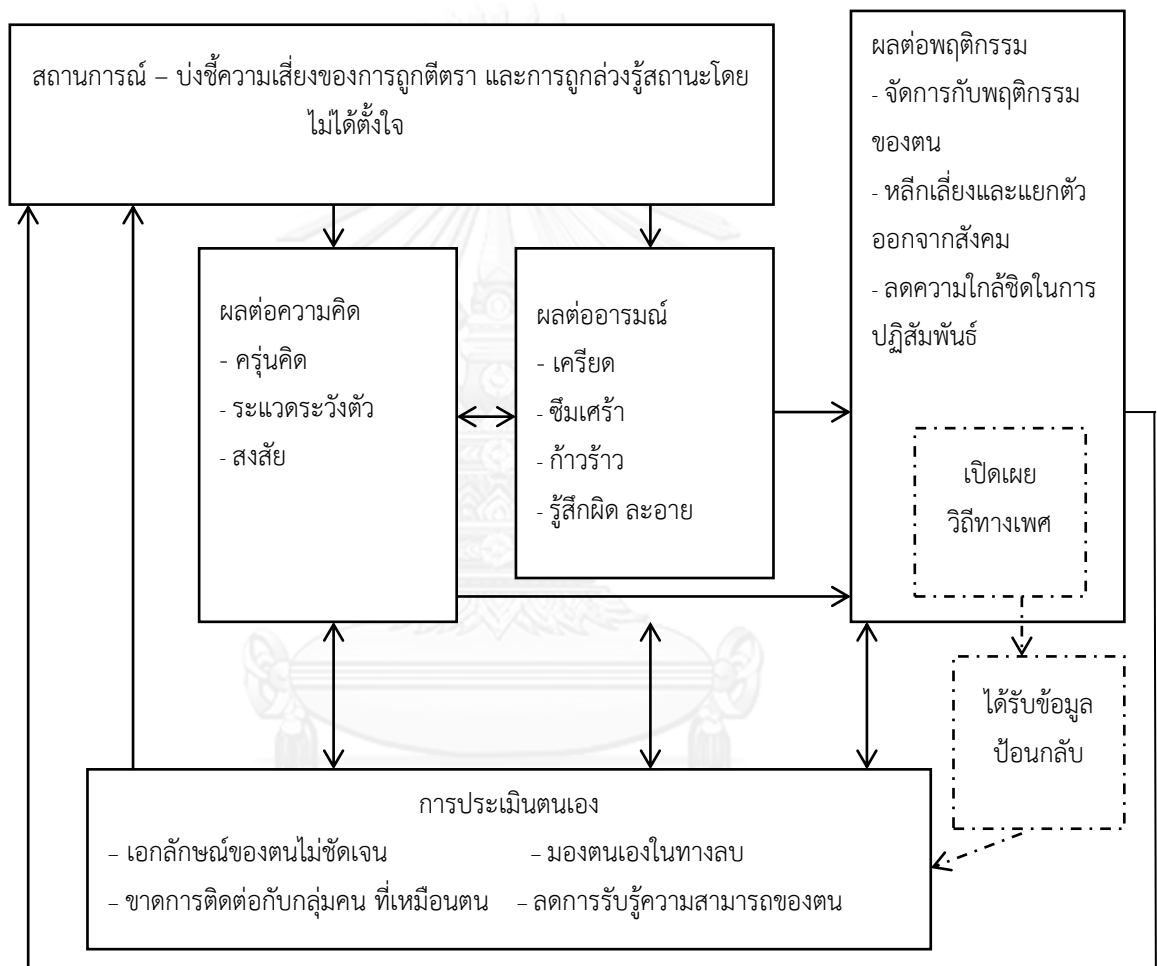 สถานการณ์ – บ่งชี้ความเสี่ยงของการถูกตีตรา และการถูกล่วงรู้สถานะโดย
ไม่ได้ตั้งใจ
ผลต่อความคิด
- ครุ่นคิด
- ระแวดระวังตัว
- สงสัย
ผลต่ออารมณ์
- เครียด
- ซึมเศร้า
- ก้าวร้าว
- รู้สึกผิด ละอาย
ผลต่อพฤติกรรม
- จัดการกับพฤติกรรม
ของตน
- หลีกเลี่ยงและแยกตัว
ออกจากสังคม
- ลดความใกล้ชิดในการ
ปฏิสัมพันธ์
เปิดเผย
วิถีทางเพศ
ได้รับข้อมูล
ป้อนกลับ
การประเมินตนเอง
– เอกลักษณ์ของตนไม่ชัดเจน – มองตนเองในทางลบ
– ขาดการติดต่อกับกลุ่มคน ที่เหมือนตน – ลดการรับรู้ความสามารถของตน